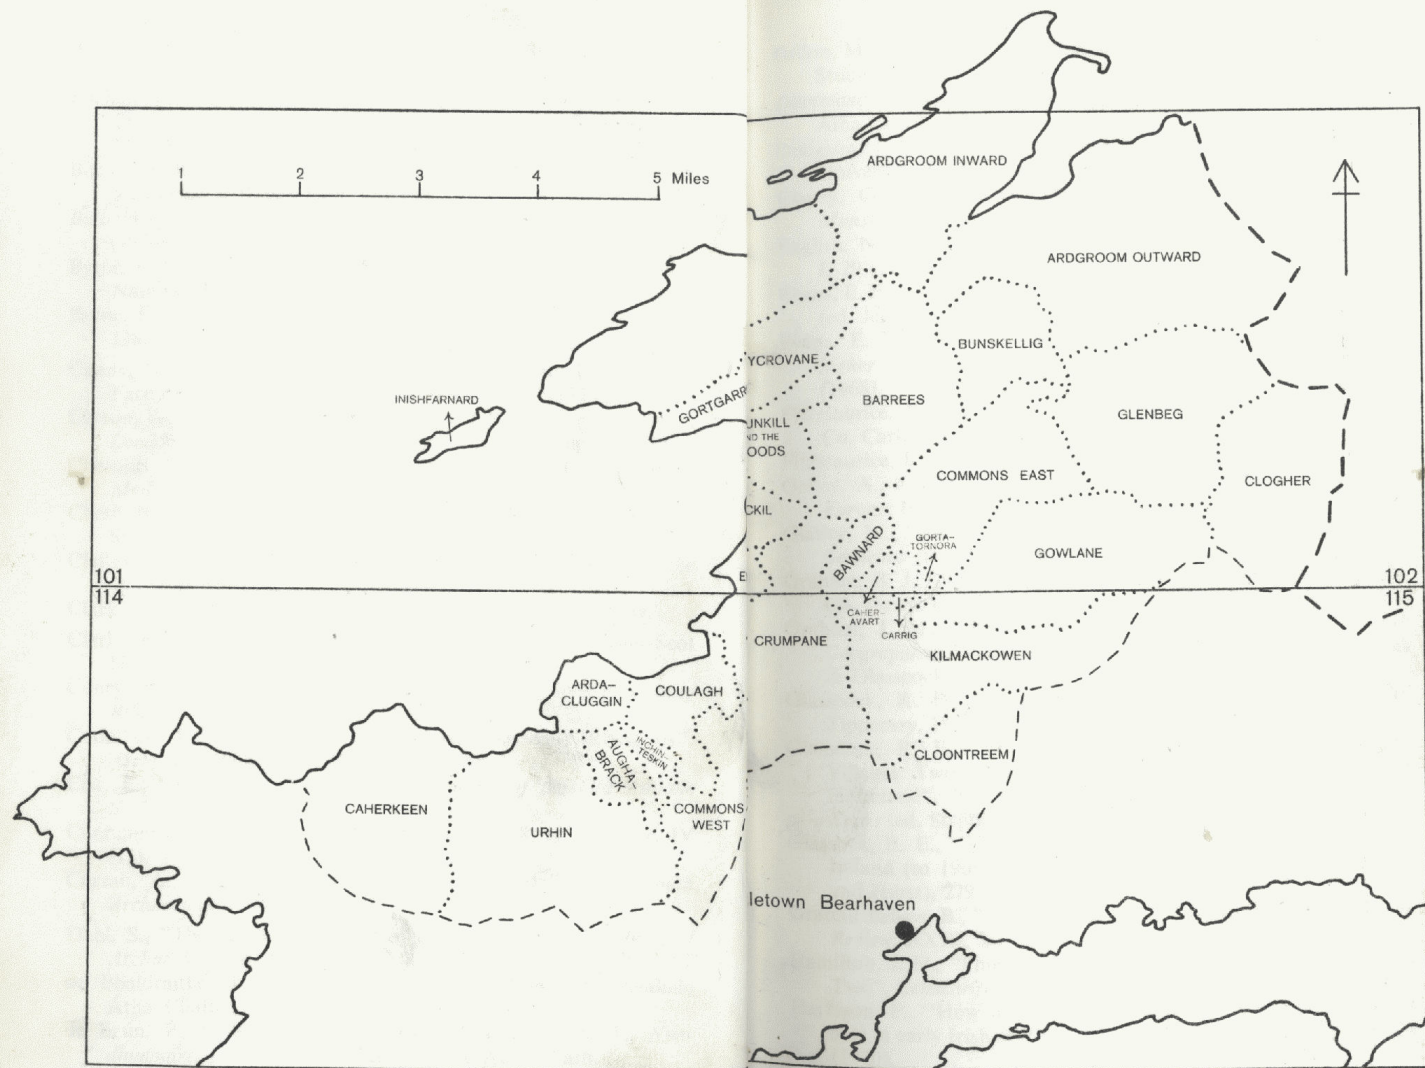 ARDGROOM INWARD
1 2 3 4 5 Miles
ARDGROOM OUTWARD
BUNSKELLIG
YCROVANE
GORTGARR
INISHFARNARD
BARREES
GLENBEG
UNKILL
ND THE
OODS
COMMONS EAST
CLOGHER
CKIL
BAWNARD
GORTA-
TORNORA
GOWLANE
E
101
102
114
115
CAHER-
AVART
CARRIG
CRUMPANE
KILMACKOWEN
ARDA-
CLUGGIN
COULAGH
INCHIN-
TESKIN
AUGHA-
BRACK
CLOONTREEM
CAHERKEEN
URHIN
COMMONS
WEST
letown Bearhaven